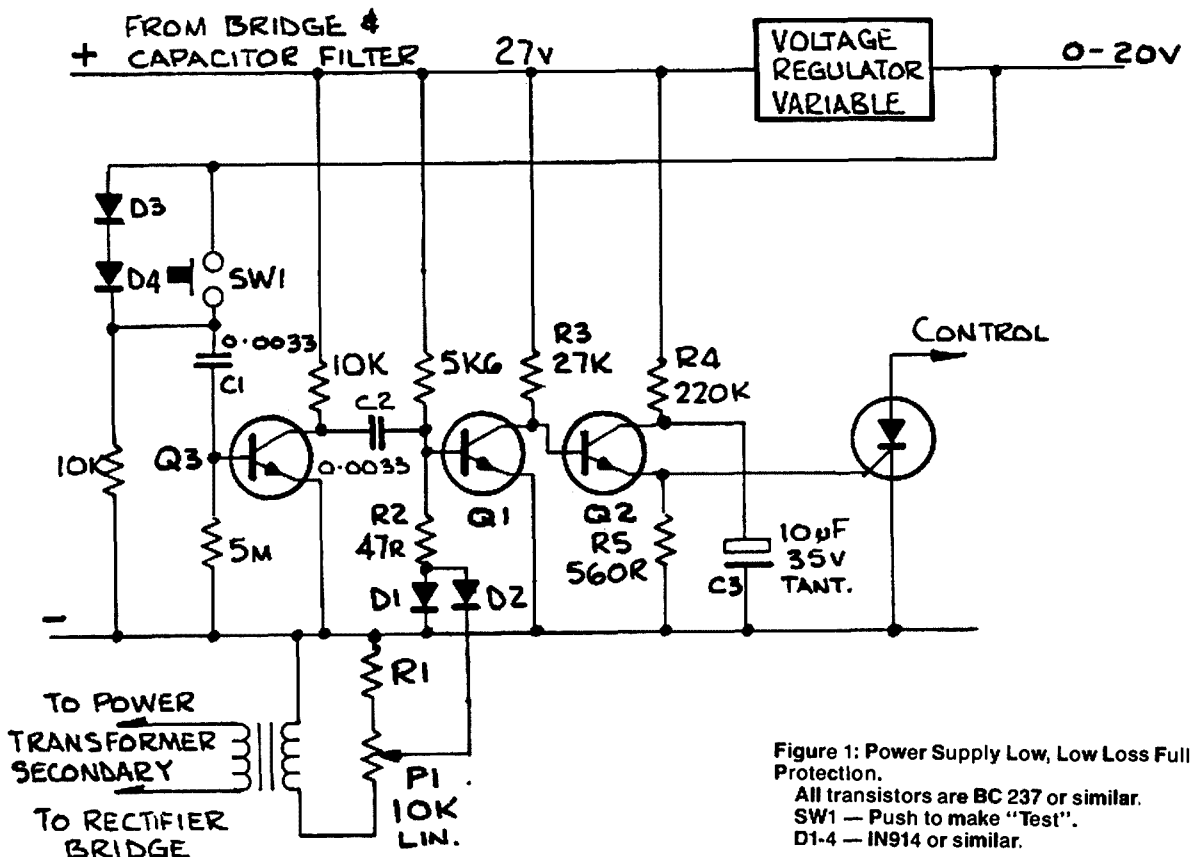 FROM BRIDGE &
+ CAPACITOR FILTER
27V
VOLTAGE
REGULATOR
VARIABLE
0-20V
D3
D4
SW1
0.0033
C1
10K
5K6
R3
27K
R4
220K
CONTROL
C2
0.0033
10K
Q3
Q1
Q2
5M
R2
47R
R5
560R
10µF
35V
TANT.
C3
D1
D2
-
R1
TO POWER
TRANSFORMER
SECONDARY
TO RECTIFIER
BRIDGE
P1
10K
LIN.
Figure 1: Power Supply Low, Low Loss Full
Protection.
All transistors are BC 237 or similar.
SW1 — Push to make "Test".
D1-4 — IN914 or similar.